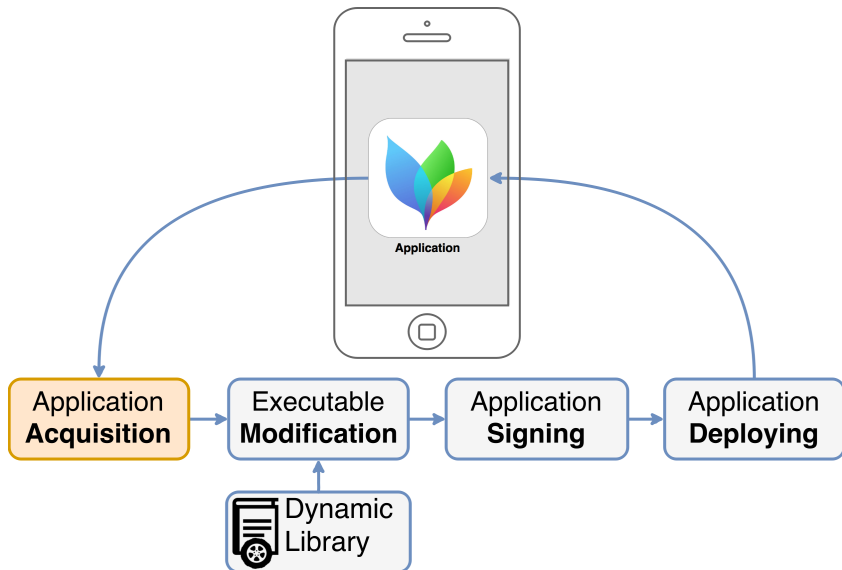 Application
Application
Acquisition
Executable
Modification
Application
Signing
Application
Deploying
Dynamic
Library